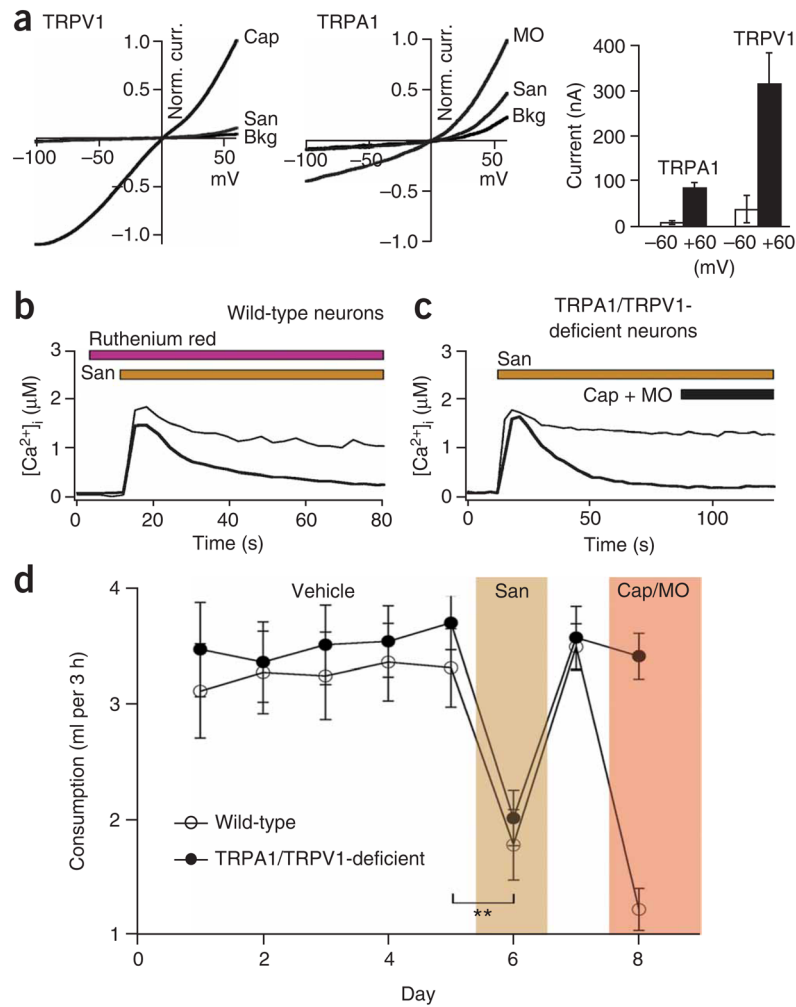 a
TRPV1
1.0
Cap
Norm. curr.
0.5
San
Bkg
−100
−50
50
mV
−0.5
−1.0
TRPA1
1.0
MO
Norm. curr.
0.5
San
Bkg
−100
−50
50
mV
−0.5
−1.0
400
300
200
100
0
Current (nA)
TRPV1
TRPA1
−60 +60 −60 +60
(mV)
b
Wild-type neurons
Ruthenium red
San
3
2
1
0
[Ca2+]i (μM)
0 20 40 60 80
Time (s)
c
TRPA1/TRPV1-
deficient neurons
San
Cap + MO
3
2
1
0
[Ca2+]i (μM)
0 50 100
Time (s)
d
Vehicle
San
Cap/MO
4
3
2
1
Consumption (ml per 3 h)
Wild-type
TRPA1/TRPV1-deficient
**
0 2 4 6 8
Day